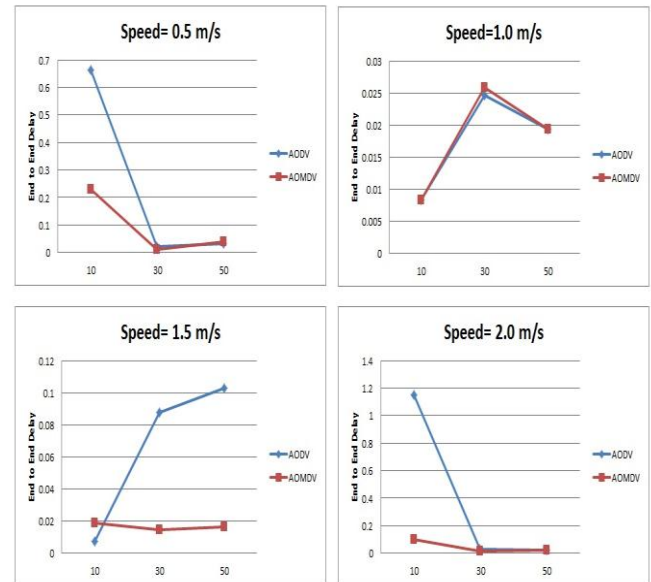 Speed= 0.5 m/s
End to End Delay
0.7
0.6
0.5
0.4
0.3
0.2
0.1
0
10 30 50
AODV
AOMDV
Speed=1.0 m/s
End to End Delay
0.03
0.025
0.02
0.015
0.01
0.005
0
10 30 50
AODV
AOMDV
Speed= 1.5 m/s
End to End Delay
0.12
0.1
0.08
0.06
0.04
0.02
0
10 30 50
AODV
AOMDV
Speed= 2.0 m/s
End to End Delay
1.4
1.2
1
0.8
0.6
0.4
0.2
0
10 30 50
AODV
AOMDV